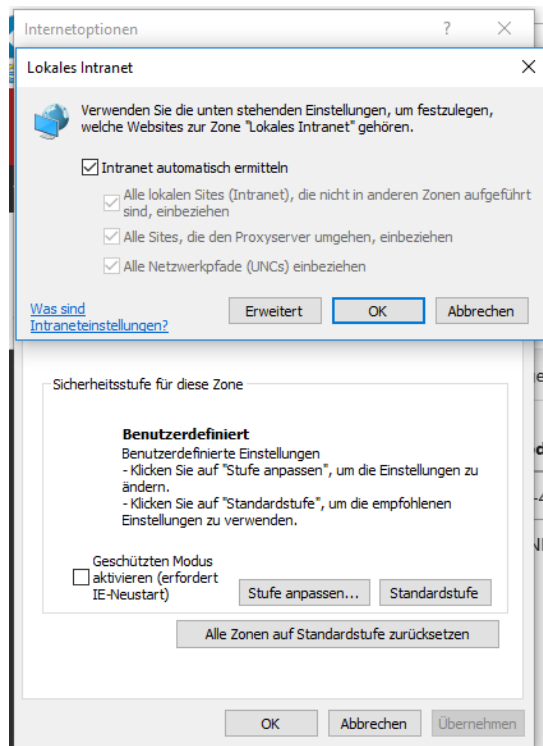 Internetoptionen
Lokales Intranet
Verwenden Sie die unten stehenden Einstellungen, um festzulegen,
welche Websites zur Zone "Lokales Intranet" gehören.
Intranet automatisch ermitteln
Alle lokalen Sites (Intranet), die nicht in anderen Zonen aufgeführt
sind, einbeziehen
Alle Sites, die den Proxyserver umgehen, einbeziehen
Alle Netzwerkpfade (UNCs) einbeziehen
Was sind
Intraneteinstellungen?
Erweitert
OK
Abbrechen
Sicherheitsstufe für diese Zone
Benutzerdefiniert
Benutzerdefinierte Einstellungen
- Klicken Sie auf "Stufe anpassen", um die Einstellungen zu
ändern.
- Klicken Sie auf "Standardstufe", um die empfohlenen
Einstellungen zu verwenden.
Geschützten Modus
aktivieren (erfordert
IE-Neustart)
Stufe anpassen...
Standardstufe
Alle Zonen auf Standardstufe zurücksetzen
OK
Abbrechen
Übernehmen